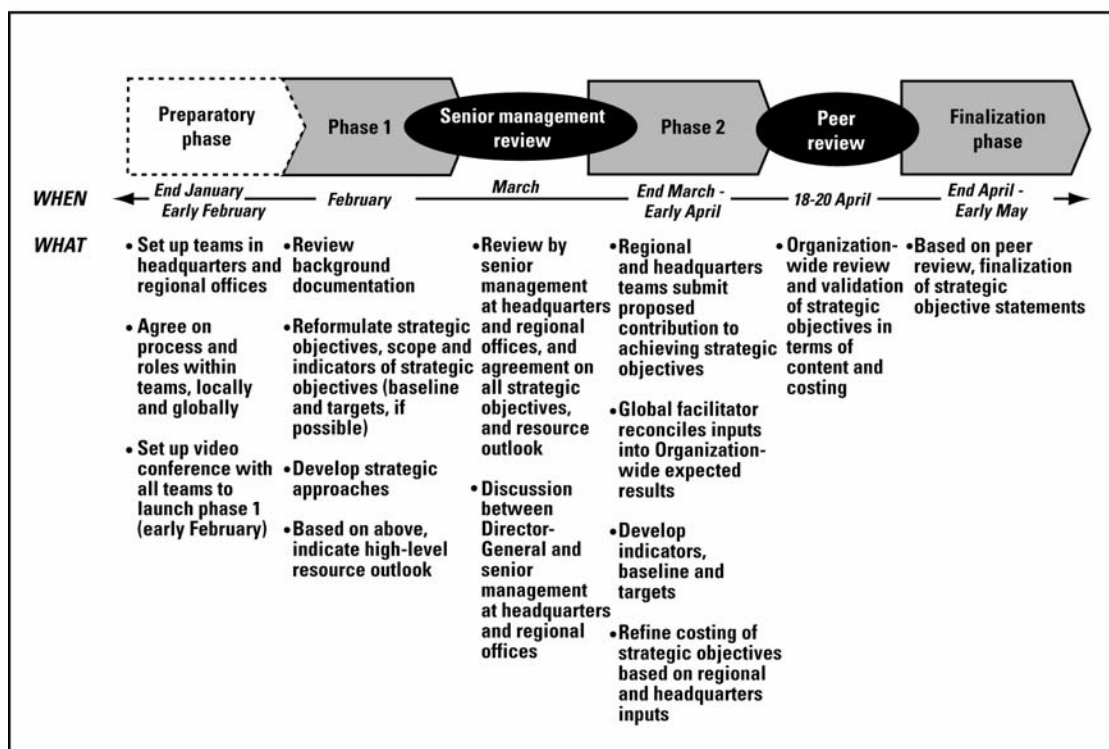 Preparatory
phase
Phase 1
Senior management
review
Phase 2
Peer
review
Finalization
phase
WHEN
End January
Early February
February
March
End March -
Early April
18-20 April
End April -
Early May
WHAT
• Set up teams in
headquarters and
regional offices
• Agree on
process and
roles within
teams, locally
and globally
• Set up video
conference with
all teams to
launch phase 1
(early February)
• Review
background
documentation
• Reformulate strategic
objectives, scope and
indicators of strategic
objectives (baseline
and targets, if
possible)
• Develop strategic
approaches
• Based on above,
indicate high-level
resource outlook
• Review by
senior
management
at headquarters
and regional
offices, and
agreement on
all strategic
objectives,
and resource
outlook
• Discussion
between
Director-
General and
senior
management
at headquarters
and regional
offices
• Regional
and headquarters
teams submit
proposed
contribution to
achieving strategic
objectives
• Global facilitator
reconciles inputs
into Organization-
wide expected
results
• Develop
indicators,
baseline and
targets
• Refine costing of
strategic objectives
based on regional
and headquarters
inputs
• Organization-
wide review
and validation
of strategic
objectives in
terms of
content and
costing
• Based on peer
review, finalization
of strategic
objective statements